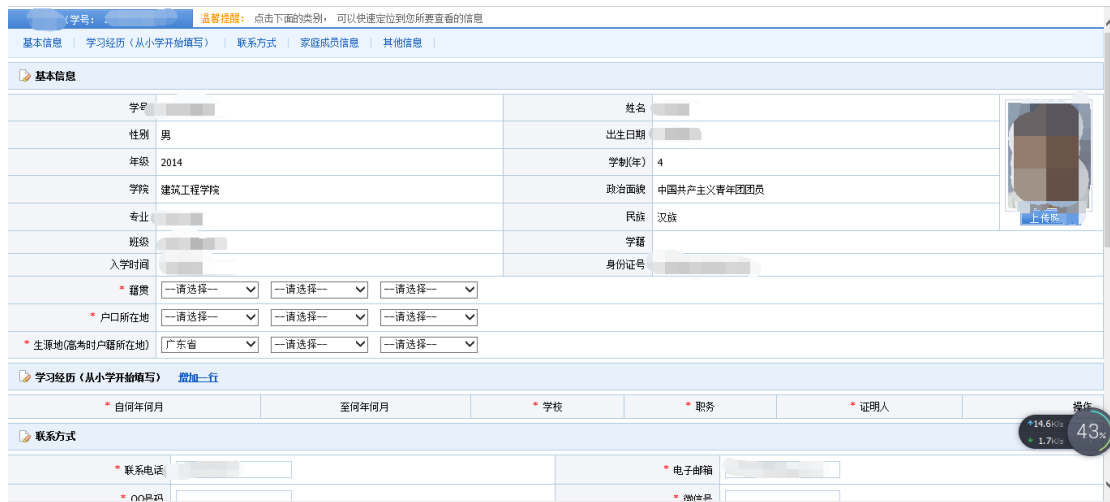 （学号： 温馨提醒： 点击下面的类别， 可以快速定位到您所要查看的信息
基本信息 学习经历（从小学开始填写） 联系方式 家庭成员信息 其他信息
基本信息
学号 姓名
性别 男 出生日期
年级 2014 学制(年) 4
学院 建筑工程学院 政治面貌 中国共产主义青年团团员
专业 民族 汉族
上传照
班级 学籍
入学时间 身份证号
* 籍贯 --请选择-- --请选择-- --请选择--
* 户口所在地 --请选择-- --请选择-- --请选择--
* 生源地(高考时户籍所在地) 广东省 --请选择-- --请选择--
学习经历（从小学开始填写） 增加一行
* 自何年何月 至何年何月 * 学校 * 职务 * 证明人 操作
14.6K/s
1.7K/s
43%
联系方式
* 联系电话 * 电子邮箱
* QQ号码 * 微信号